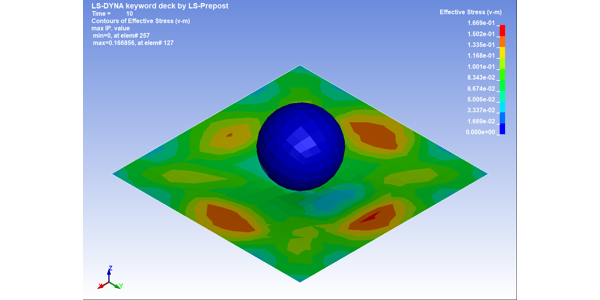 LS-DYNA keyword deck by LS-Prepost
Time = 10
Contours of Effective Stress (v-m)
max IP. value
min=0, at elem# 257
max=0.166856, at elem# 127
Effective Stress (v-m)
1.669e-01
1.602e-01
1.335e-01
1.168e-01
1.001e-01
8.343e-02
6.674e-02
5.006e-02
3.337e-02
1.669e-02
0.000e+00
Z
X
Y